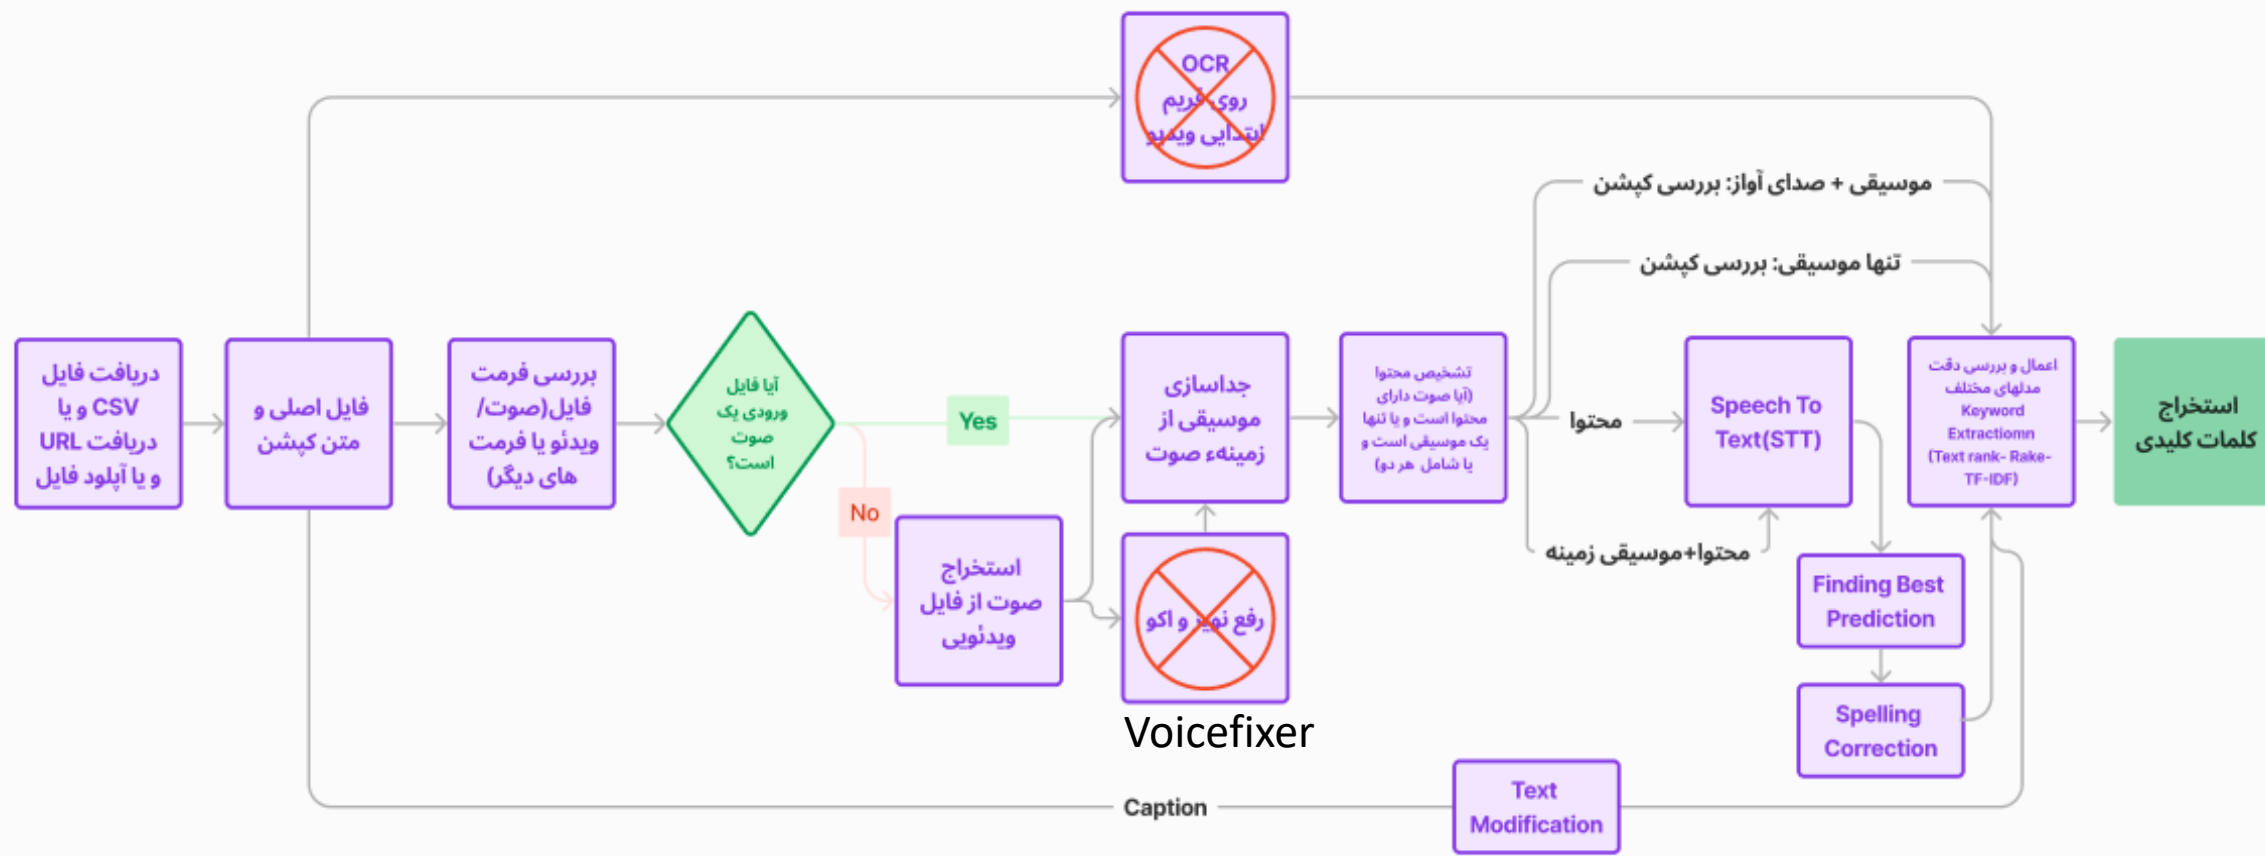 OCR
روی فریم
ابتدایی ویدیو
موسیقی + صدای آواز: بررسی کپشن
تنها موسیقی: بررسی کپشن
دریافت فایل
CSV و یا
دریافت URL
و یا آپلود فایل
فایل اصلی و
متن کپشن
بررسی فرمت
فایل(صوت/
ویدئو یا فرمت
های دیگر)
آیا فایل
ورودی یک
صوت
است؟
Yes
No
استخراج
صوت از فایل
ویدئویی
جداسازی
موسیقی از
زمینهء صوت
رفع نویز و اکو
Voicefixer
تشخیص محتوا
(آیا صوت دارای
محتوا است و یا تنها
یک موسیقی است و
یا شامل هر دو)
محتوا
محتوا+موسیقی زمینه
Speech To
Text(STT)
Finding Best
Prediction
Spelling
Correction
اعمال و بررسی دقت
مدلهای مختلف
Keyword
Extractiomn
(Text rank- Rake-
TF-IDF)
استخراج
کلمات کلیدی
Caption
Text
Modification